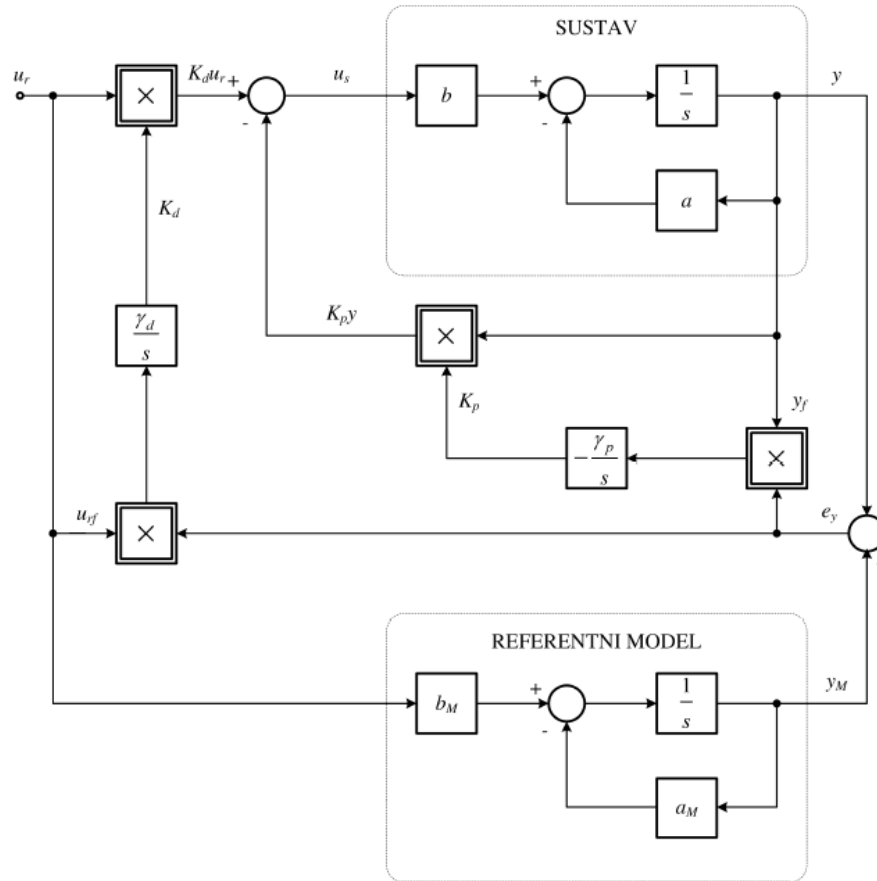 SUSTAV
u_r
K_d u_r
+
-
u_s
b
+
-
1/s
y
×
a
K_d
K_p y
×
γ_d/s
K_p
y_f
-γ_p/s
×
u_rf
×
e_y
REFERENTNI MODEL
b_M
+
-
1/s
y_M
a_M